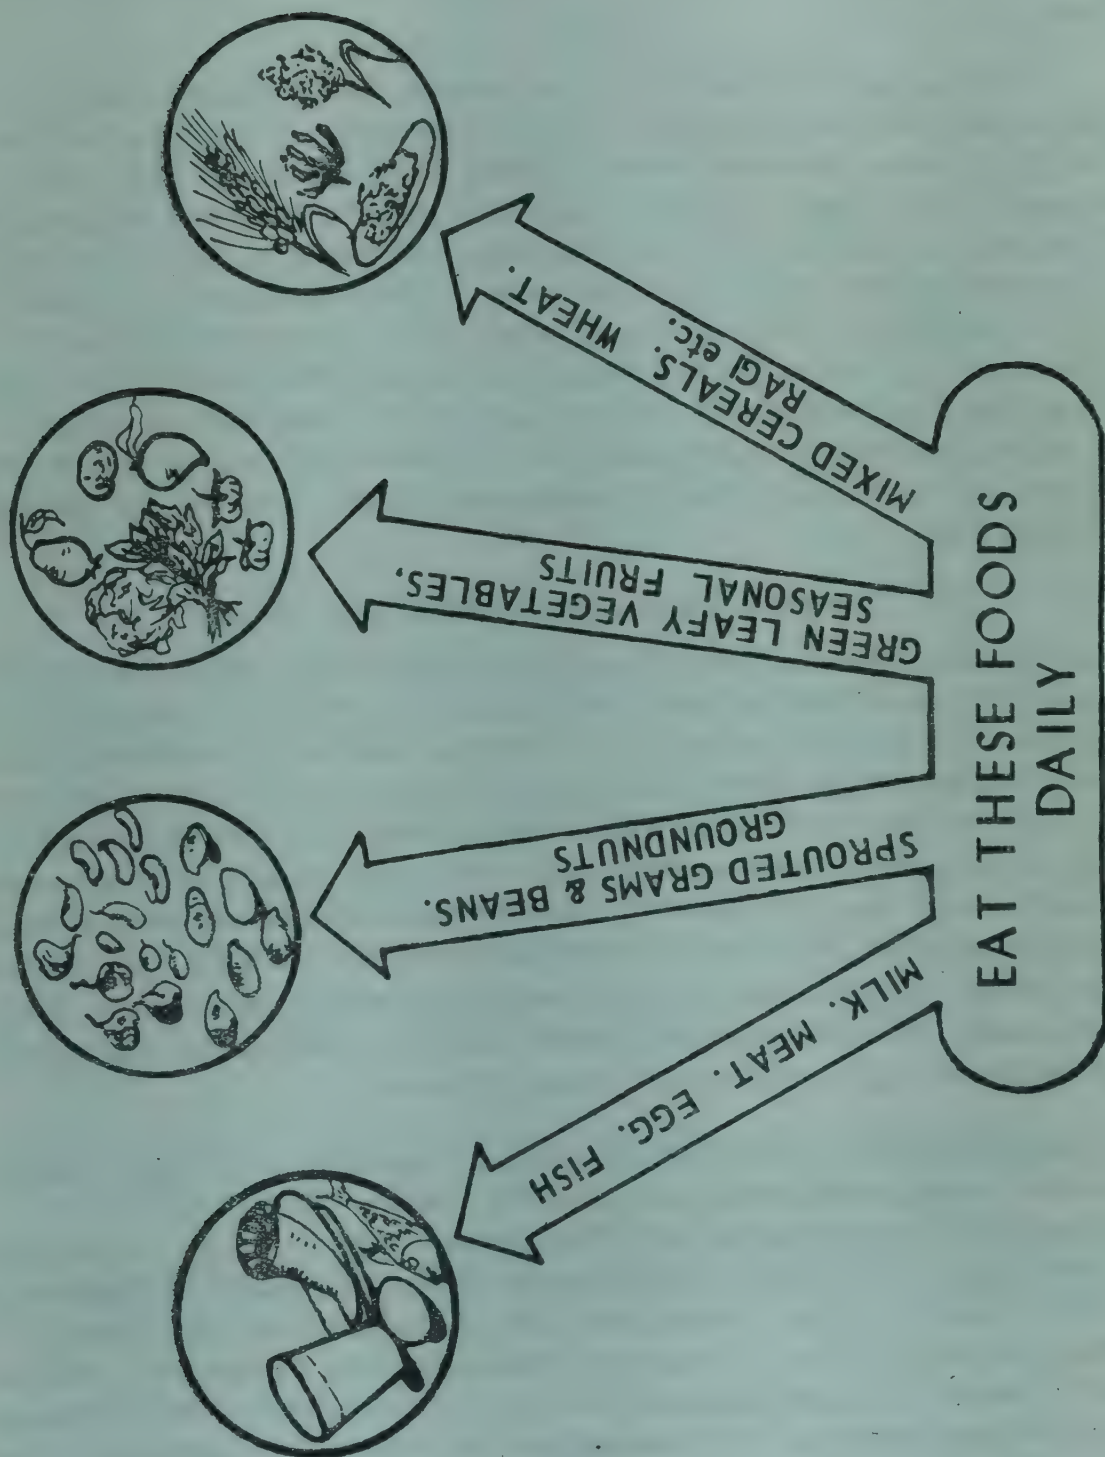 EAT THESE FOODS
DAILY
MILK. MEAT. EGG. FISH
SPROUTED GRAMS & BEANS.
GROUNDNUTS
GREEN LEAFY VEGETABLES,
SEASONAL FRUITS
MIXED CEREALS. WHEAT.
RAGI etc.